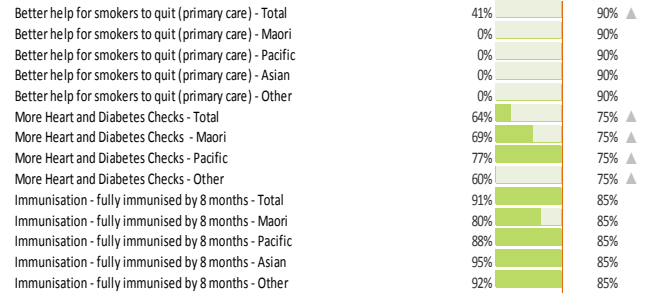 Better help for smokers to quit (primary care) - Total 41% 90% ▲
Better help for smokers to quit (primary care) - Maori 0% 90%
Better help for smokers to quit (primary care) - Pacific 0% 90%
Better help for smokers to quit (primary care) - Asian 0% 90%
Better help for smokers to quit (primary care) - Other 0% 90%
More Heart and Diabetes Checks - Total 64% 75% ▲
More Heart and Diabetes Checks - Maori 69% 75% ▲
More Heart and Diabetes Checks - Pacific 77% 75% ▲
More Heart and Diabetes Checks - Other 60% 75% ▲
Immunisation - fully immunised by 8 months - Total 91% 85%
Immunisation - fully immunised by 8 months - Maori 80% 85%
Immunisation - fully immunised by 8 months - Pacific 88% 85%
Immunisation - fully immunised by 8 months - Asian 95% 85%
Immunisation - fully immunised by 8 months - Other 92% 85%